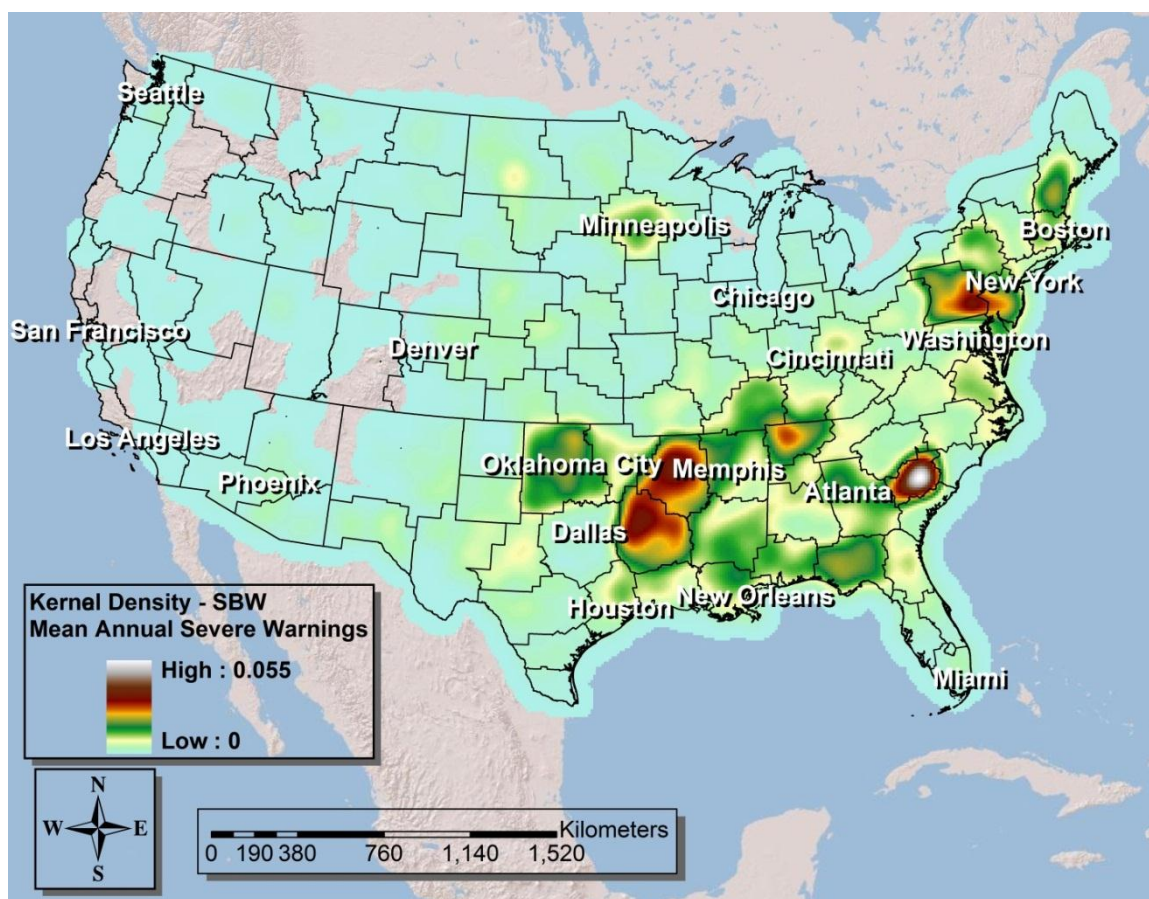 Seattle
Minneapolis
Boston
New York
Chicago
San Francisco
Denver
Washington
Cincinnati
Los Angeles
Oklahoma City
Memphis
Phoenix
Atlanta
Dallas
Houston
New Orleans
Miami
Kernel Density - SBW
Mean Annual Severe Warnings
High : 0.055
Low : 0
N
W E
S
Kilometers
0 190 380 760 1,140 1,520